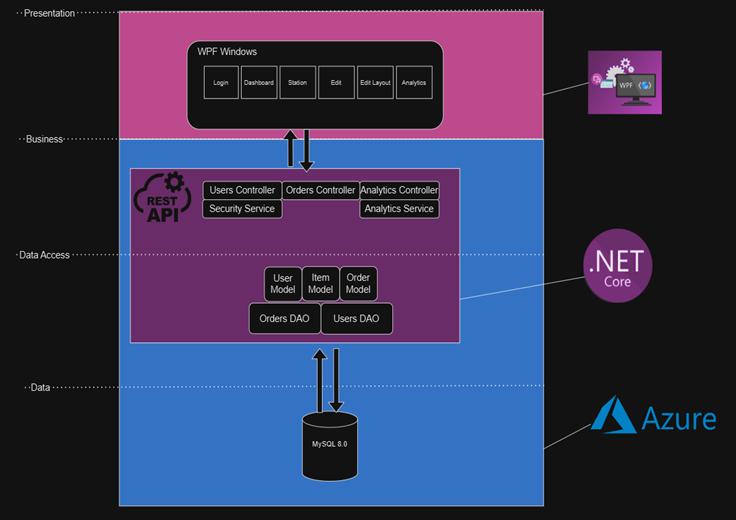 Presentation
WPF Windows
Login
Dashboard
Station
Edit
Edit Layout
Analytics
WPF
Business
REST
API
Users Controller
Orders Controller
Analytics Controller
Security Service
Analytics Service
Data Access
.NET
Core
User
Model
Item
Model
Order
Model
Orders DAO
Users DAO
Data
Azure
MySQL 8.0